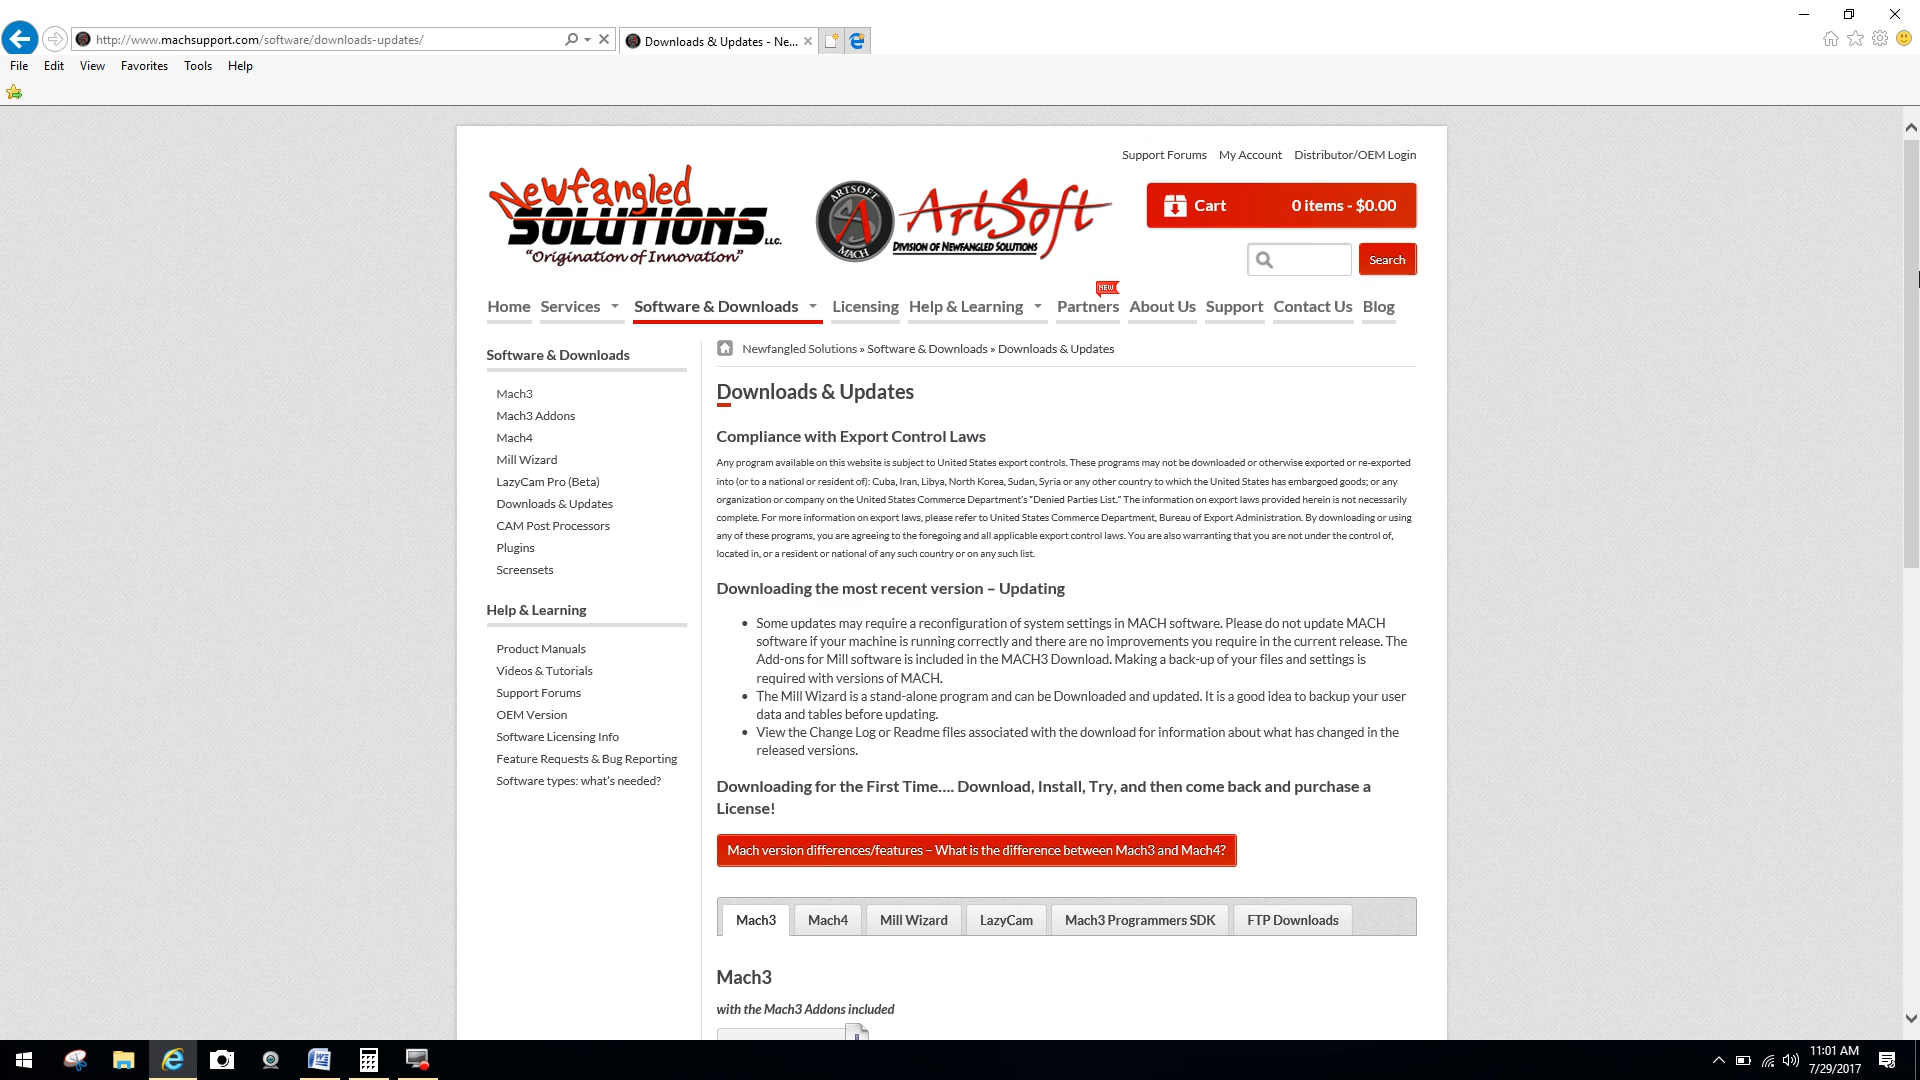 http://www.machsupport.com/software/downloads-updates/
Downloads & Updates - Ne...
File Edit View Favorites Tools Help
Support Forums My Account Distributor/OEM Login
Newfangled
SOLUTIONS LLC.
"Origination of Innovation"
ARTSOFT
MACH
ArtSoft
DIVISION OF NEWFANGLED SOLUTIONS
Cart 0 items - $0.00
Search
NEW
Home Services Software & Downloads Licensing Help & Learning Partners About Us Support Contact Us Blog
Software & Downloads
Mach3
Mach3 Addons
Mach4
Mill Wizard
LazyCam Pro (Beta)
Downloads & Updates
CAM Post Processors
Plugins
Screensets
Help & Learning
Product Manuals
Videos & Tutorials
Support Forums
OEM Version
Software Licensing Info
Feature Requests & Bug Reporting
Software types: what's needed?
Newfangled Solutions » Software & Downloads » Downloads & Updates
Downloads & Updates
Compliance with Export Control Laws
Any program available on this website is subject to United States export controls. These programs may not be downloaded or otherwise exported or re-exported
into (or to a national or resident of): Cuba, Iran, Libya, North Korea, Sudan, Syria or any other country to which the United States has embargoed goods; or any
organization or company on the United States Commerce Department's "Denied Parties List." The information on export laws provided herein is not necessarily
complete. For more information on export laws, please refer to United States Commerce Department, Bureau of Export Administration. By downloading or using
any of these programs, you are agreeing to the foregoing and all applicable export control laws. You are also warranting that you are not under the control of,
located in, or a resident or national of any such country or on any such list.
Downloading the most recent version – Updating
• Some updates may require a reconfiguration of system settings in MACH software. Please do not update MACH
software if your machine is running correctly and there are no improvements you require in the current release. The
Add-ons for Mill software is included in the MACH3 Download. Making a back-up of your files and settings is
required with versions of MACH.
• The Mill Wizard is a stand-alone program and can be Downloaded and updated. It is a good idea to backup your user
data and tables before updating.
• View the Change Log or Readme files associated with the download for information about what has changed in the
released versions.
Downloading for the First Time…. Download, Install, Try, and then come back and purchase a
License!
Mach version differences/features – What is the difference between Mach3 and Mach4?
Mach3 Mach4 Mill Wizard LazyCam Mach3 Programmers SDK FTP Downloads
Mach3
with the Mach3 Addons included
11:01 AM
7/29/2017